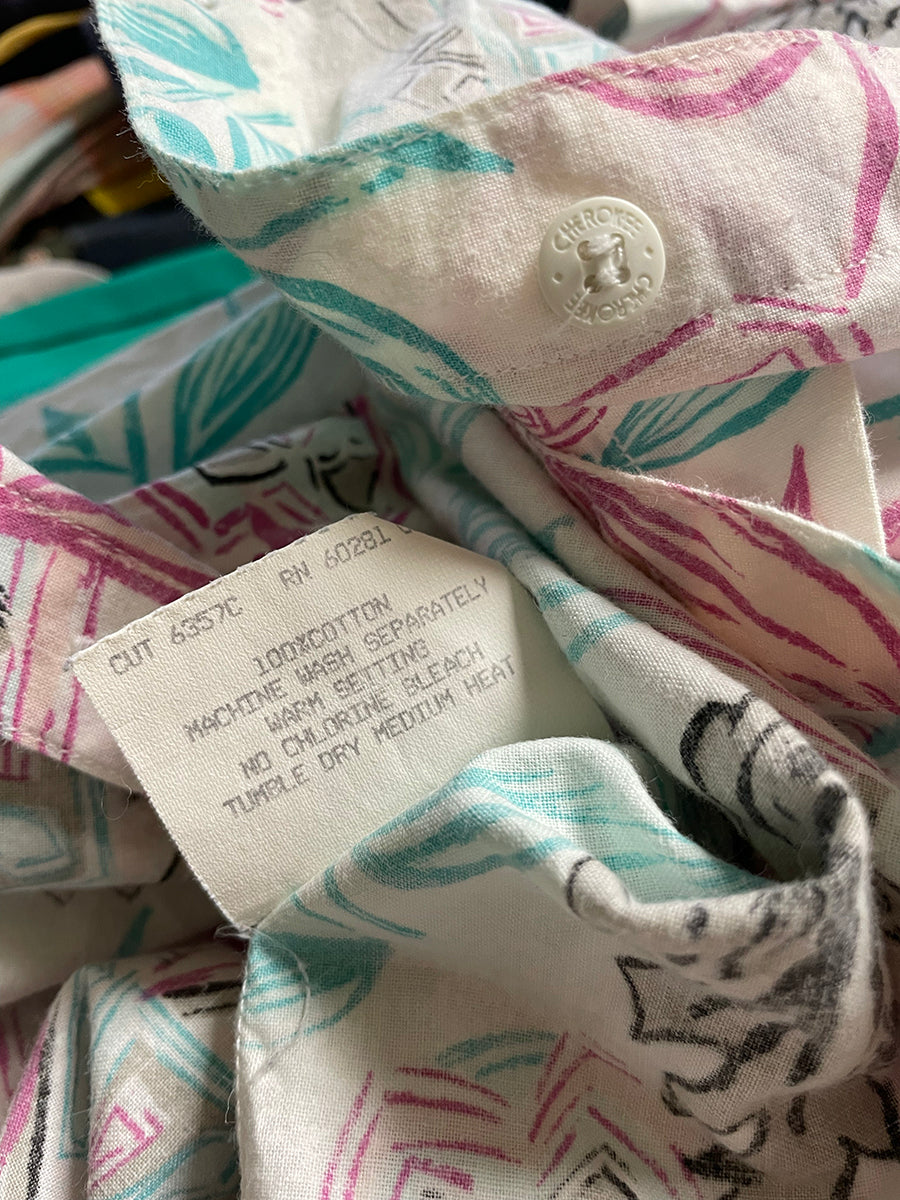 CHEROKEE
CHEROKEE
CUT 6357C RN 60281
100%COTTON
MACHINE WASH SEPARATELY
WARM SETTING
NO CHLORINE BLEACH
TUMBLE DRY MEDIUM HEAT